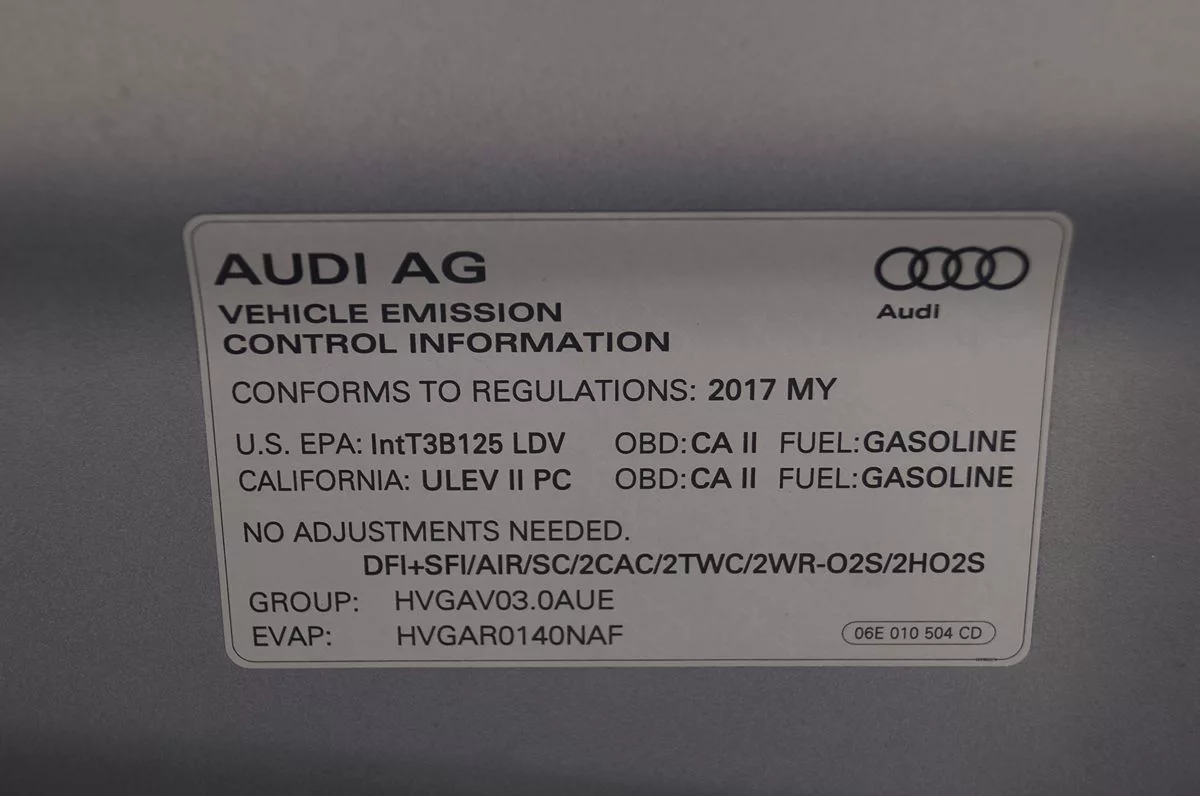 AUDI AG
Audi
VEHICLE EMISSION
CONTROL INFORMATION
CONFORMS TO REGULATIONS: 2017 MY
U.S. EPA: IntT3B125 LDV OBD: CA II FUEL: GASOLINE
CALIFORNIA: ULEV II PC OBD: CA II FUEL: GASOLINE
NO ADJUSTMENTS NEEDED.
DFI+SFI/AIR/SC/2CAC/2TWC/2WR-O2S/2HO2S
GROUP: HVGAV03.0AUE
EVAP: HVGAR0140NAF
06E 010 504 CD